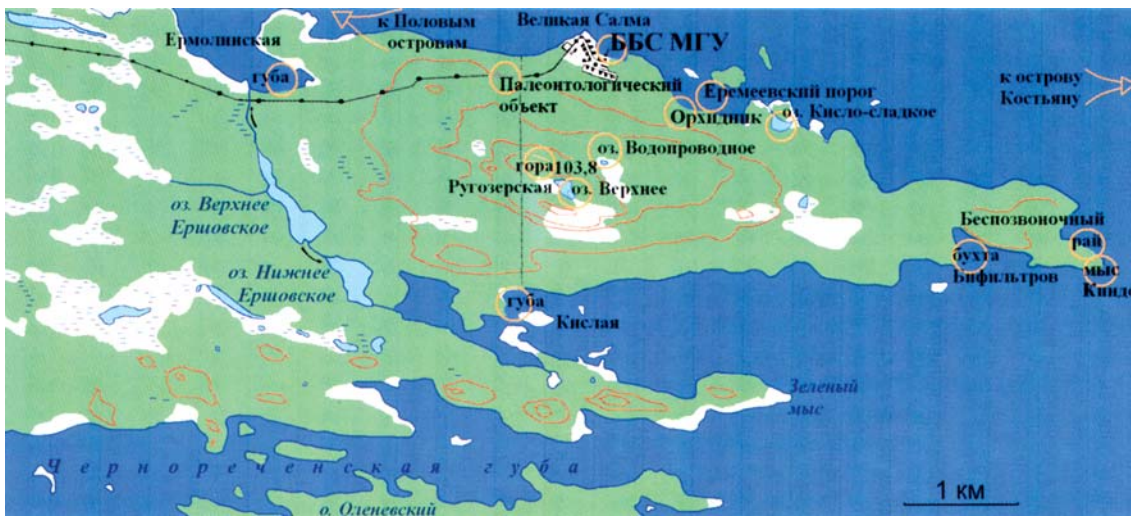 к Половым
островам
Великая Салма
ББС МГУ
Ермолинская
губа
Палеонтологический
объект
Еремеевский порог
Орхидник
оз. Кисло-сладкое
к острову
Костьяну
оз. Водопроводное
гора 103,8
Ругозерская
оз. Верхнее
оз. Верхнее
Ершовское
Беспозвоночный
рай
бухта
Бифильтров
мыс
Киндо
оз. Нижнее
Ершовское
губа
Кислая
Зеленый
мыс
Чернореченская губа
о. Оленевский
1 км